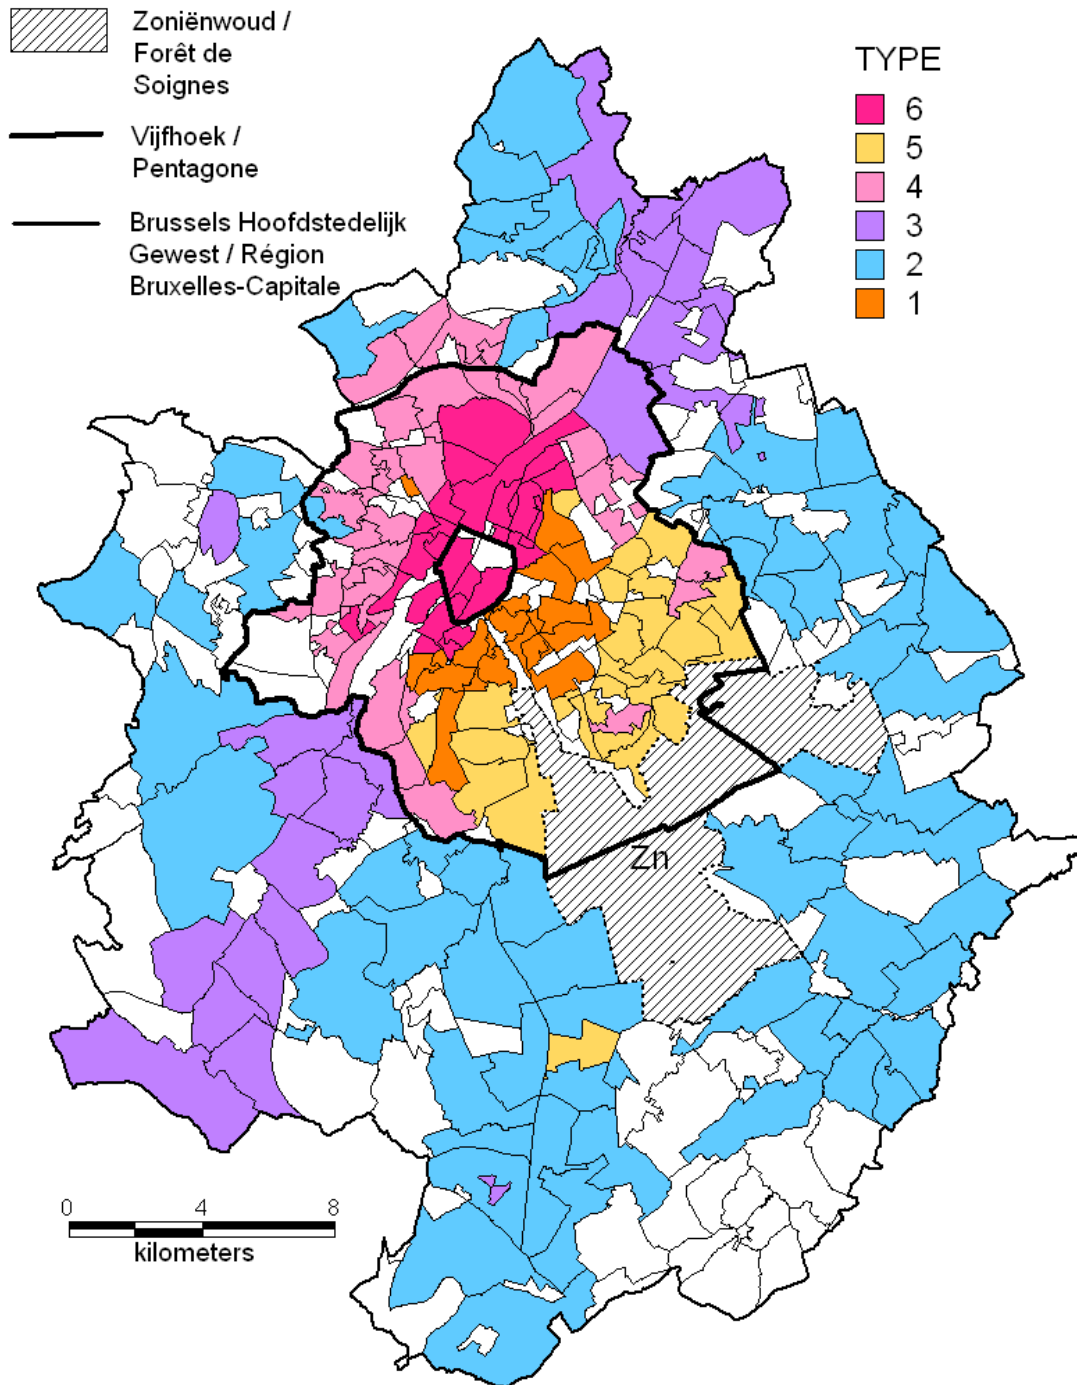 Zoniënwoud /
Forêt de
Soignes
Vijfhoek /
Pentagone
Brussels Hoofdstedelijk
Gewest / Région
Bruxelles-Capitale
TYPE
6
5
4
3
2
1
Zn
0 4 8
kilometers